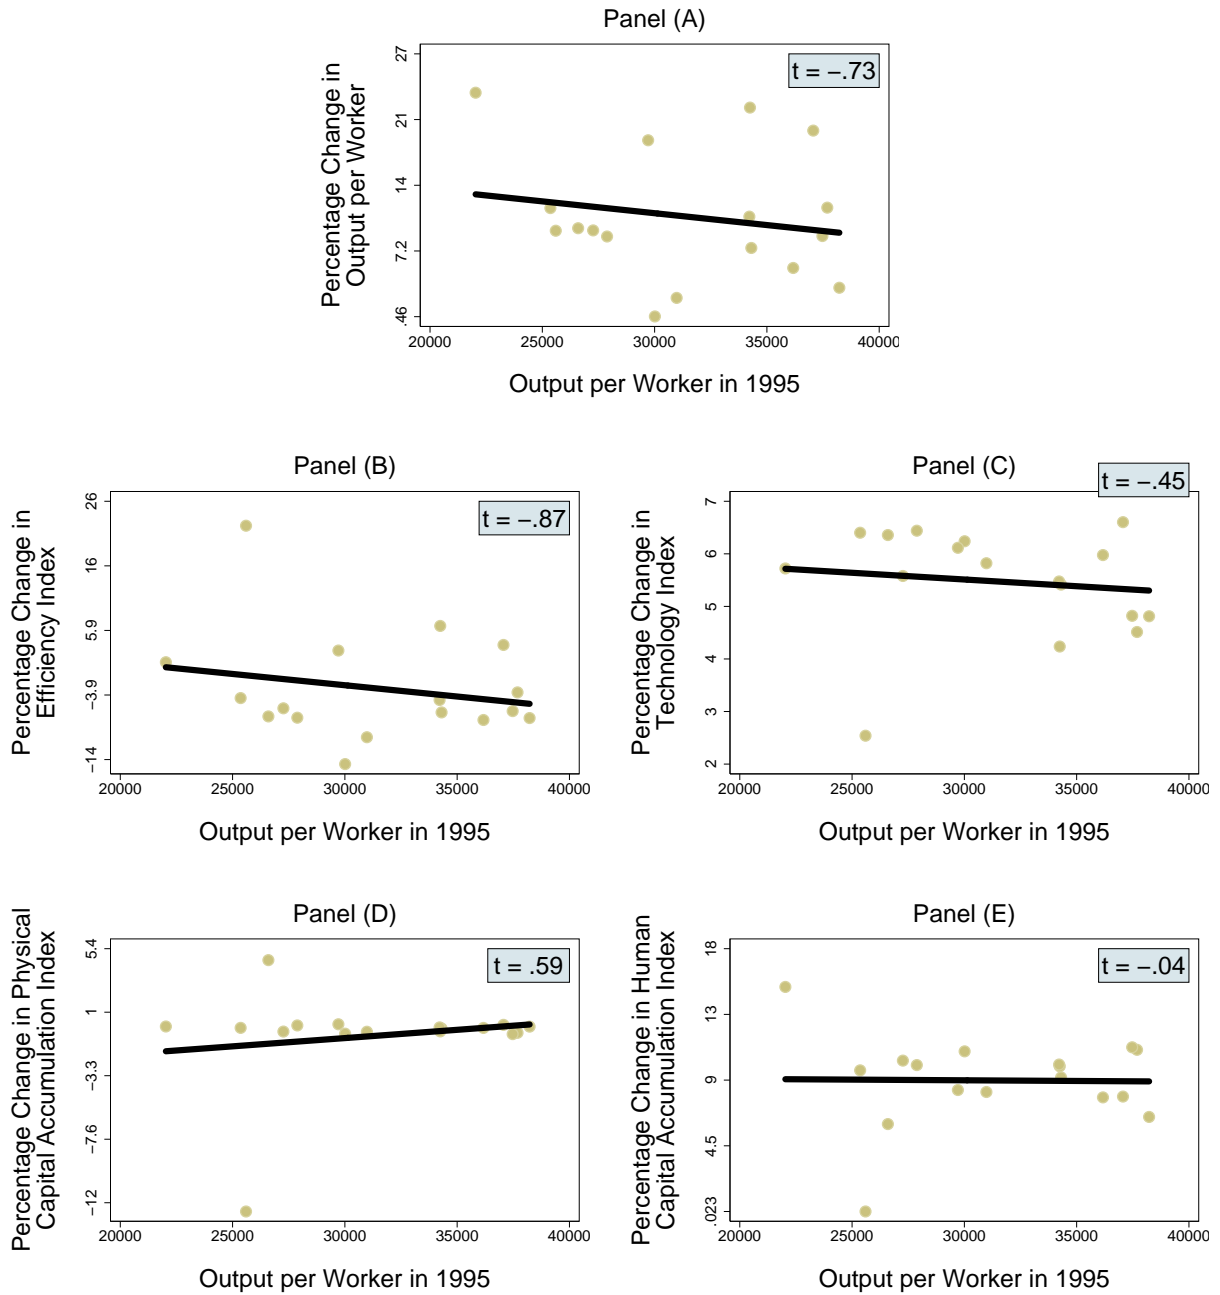 Panel (A)
t = −.73
Percentage Change in
Output per Worker
27
21
14
7.2
.46
20000 25000 30000 35000 40000
Output per Worker in 1995
Panel (B)
t = −.87
Percentage Change in
Efficiency Index
26
16
5.9
−3.9
−14
20000 25000 30000 35000 40000
Output per Worker in 1995
Panel (C)
t = −.45
Percentage Change in
Technology Index
7
6
5
4
3
2
20000 25000 30000 35000 40000
Output per Worker in 1995
Panel (D)
t = .59
Percentage Change in Physical
Capital Accumulation Index
5.4
1
−3.3
−7.6
−12
20000 25000 30000 35000 40000
Output per Worker in 1995
Panel (E)
t = −.04
Percentage Change in Human
Capital Accumulation Index
18
13
9
4.5
.023
20000 25000 30000 35000 40000
Output per Worker in 1995